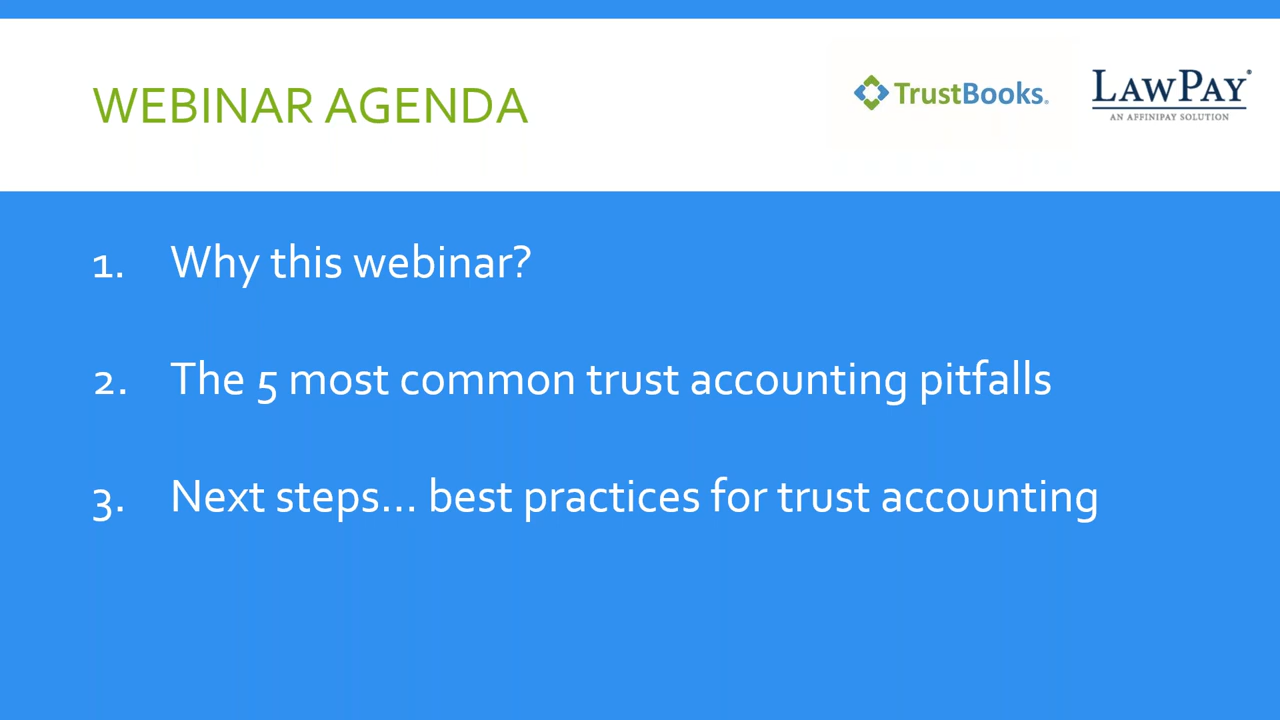 WEBINAR AGENDA
TrustBooks®
LAWPAY®
AN AFFINIPAY SOLUTION
1. Why this webinar?
2. The 5 most common trust accounting pitfalls
3. Next steps... best practices for trust accounting